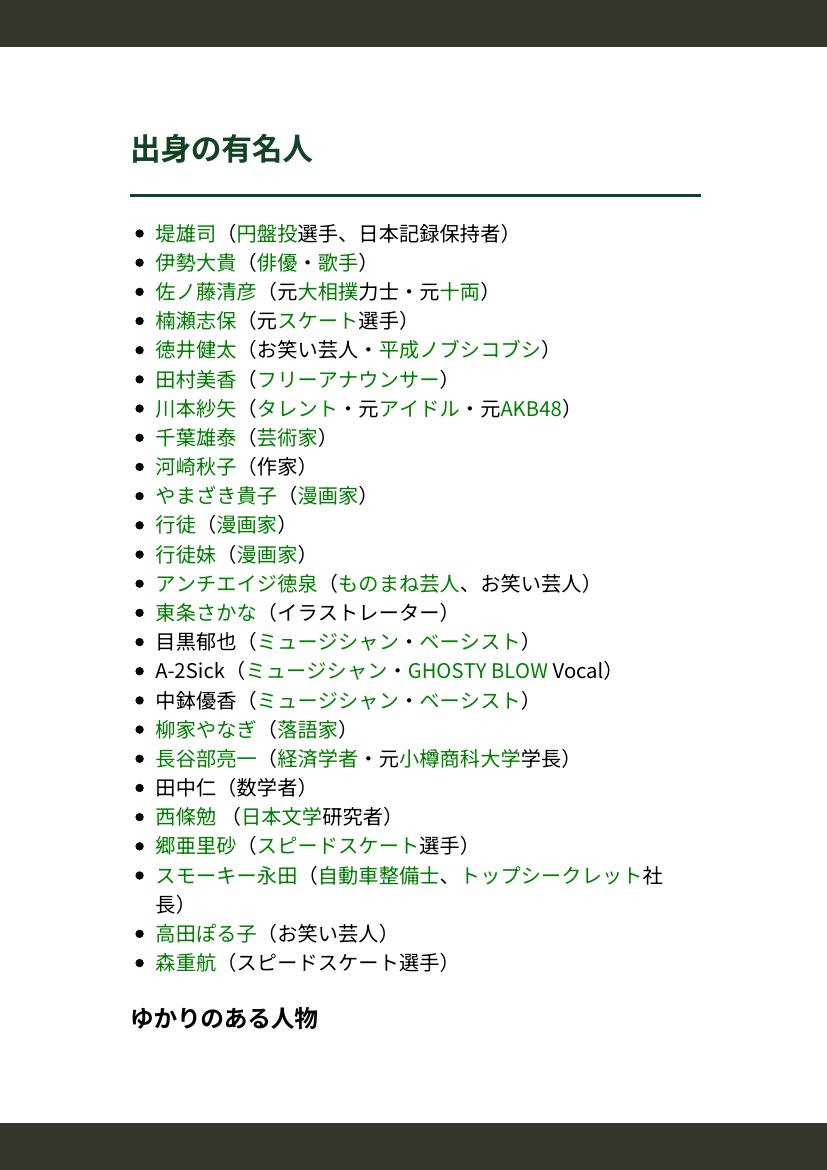 出身の有名人
堤雄司（円盤投選手、日本記録保持者）
伊勢大貴（俳優・歌手）
佐ノ藤清彦（元大相撲力士・元十両）
楠瀬志保（元スケート選手）
徳井健太（お笑い芸人・平成ノブシコブシ）
田村美香（フリーアナウンサー）
川本紗矢（タレント・元アイドル・元AKB48）
千葉雄泰（芸術家）
河崎秋子（作家）
やまざき貴子（漫画家）
行徒（漫画家）
行徒妹（漫画家）
アンチエイジ徳泉（ものまね芸人、お笑い芸人）
東条さかな（イラストレーター）
目黒郁也（ミュージシャン・ベーシスト）
A-2Sick（ミュージシャン・GHOSTY BLOW Vocal）
中鉢優香（ミュージシャン・ベーシスト）
柳家やなぎ（落語家）
長谷部亮一（経済学者・元小樽商科大学学長）
田中仁（数学者）
西條勉 （日本文学研究者）
郷亜里砂（スピードスケート選手）
スモーキー永田（自動車整備士、トップシークレット社
長）
高田ぽる子（お笑い芸人）
森重航（スピードスケート選手）
ゆかりのある人物